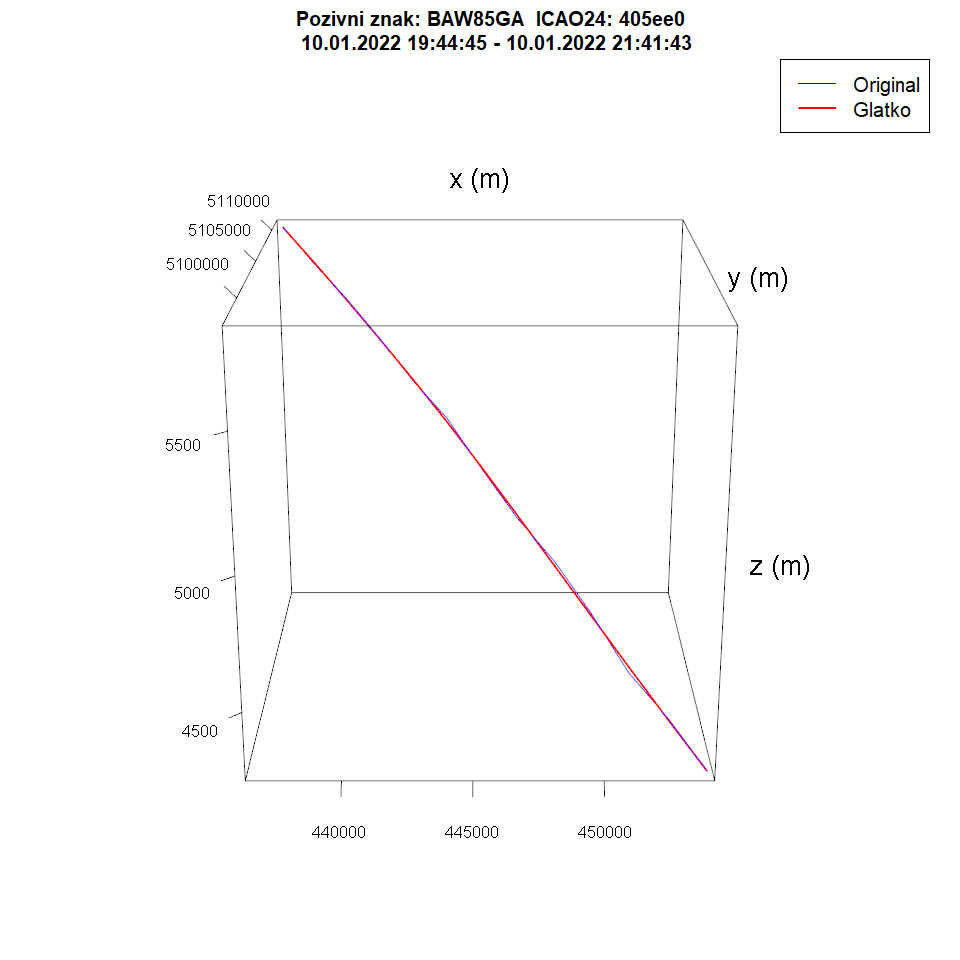 Pozivni znak: BAW85GA  ICAO24: 405ee0
10.01.2022 19:44:45 - 10.01.2022 21:41:43
Original
Glatko
x (m)
5110000
5105000
5100000
y (m)
5500
z (m)
5000
4500
440000 445000 450000